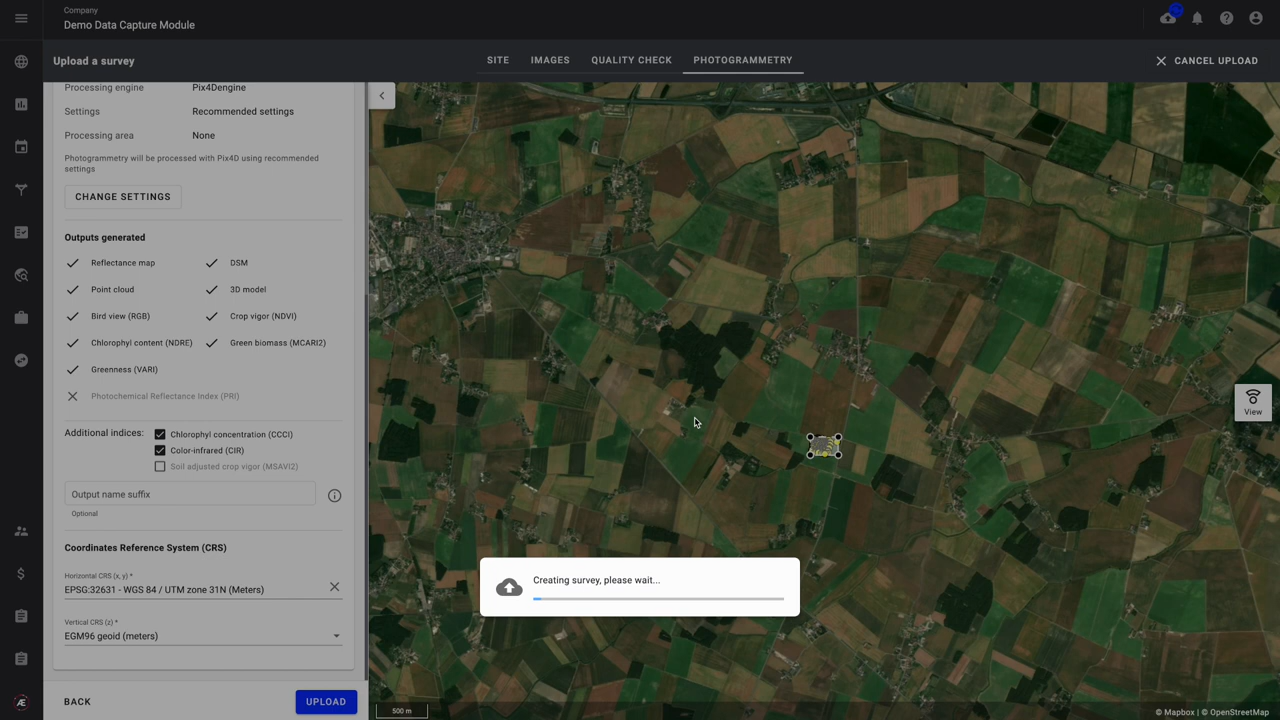 Company
Demo Data Capture Module
Upload a survey
SITE
IMAGES
QUALITY CHECK
PHOTOGRAMMETRY
CANCEL UPLOAD
Processing engine Pix4Dengine
Settings Recommended settings
Processing area None
Photogrammetry will be processed with Pix4D using recommended
settings
CHANGE SETTINGS
Outputs generated
Reflectance map DSM
Point cloud 3D model
Bird view (RGB) Crop vigor (NDVI)
Chlorophyll content (NDRE) Green biomass (MCARI2)
Greenness (VARI)
Photochemical Reflectance Index (PRI)
Additional indices: Chlorophyll concentration (CCCI)
Color-infrared (CIR)
Soil adjusted crop vigor (MSAVI2)
Output name suffix
Optional
Coordinates Reference System (CRS)
Horizontal CRS (x, y) *
EPSG:32631 - WGS 84 / UTM zone 31N (Meters)
Vertical CRS (z) *
EGM96 geoid (meters)
BACK
UPLOAD
View
Creating survey, please wait...
500 m
© Mapbox | © OpenStreetMap